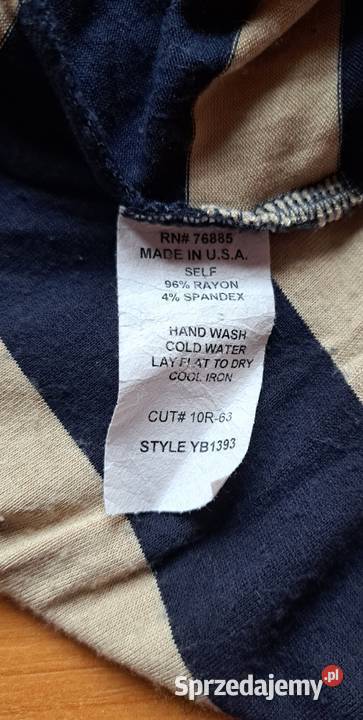 RN# 76885
MADE IN U.S.A.
SELF
96% RAYON
4% SPANDEX
HAND WASH
COLD WATER
LAY FLAT TO DRY
COOL IRON
CUT# 10R-63
STYLE YB1393
Sprzedajemy.pl